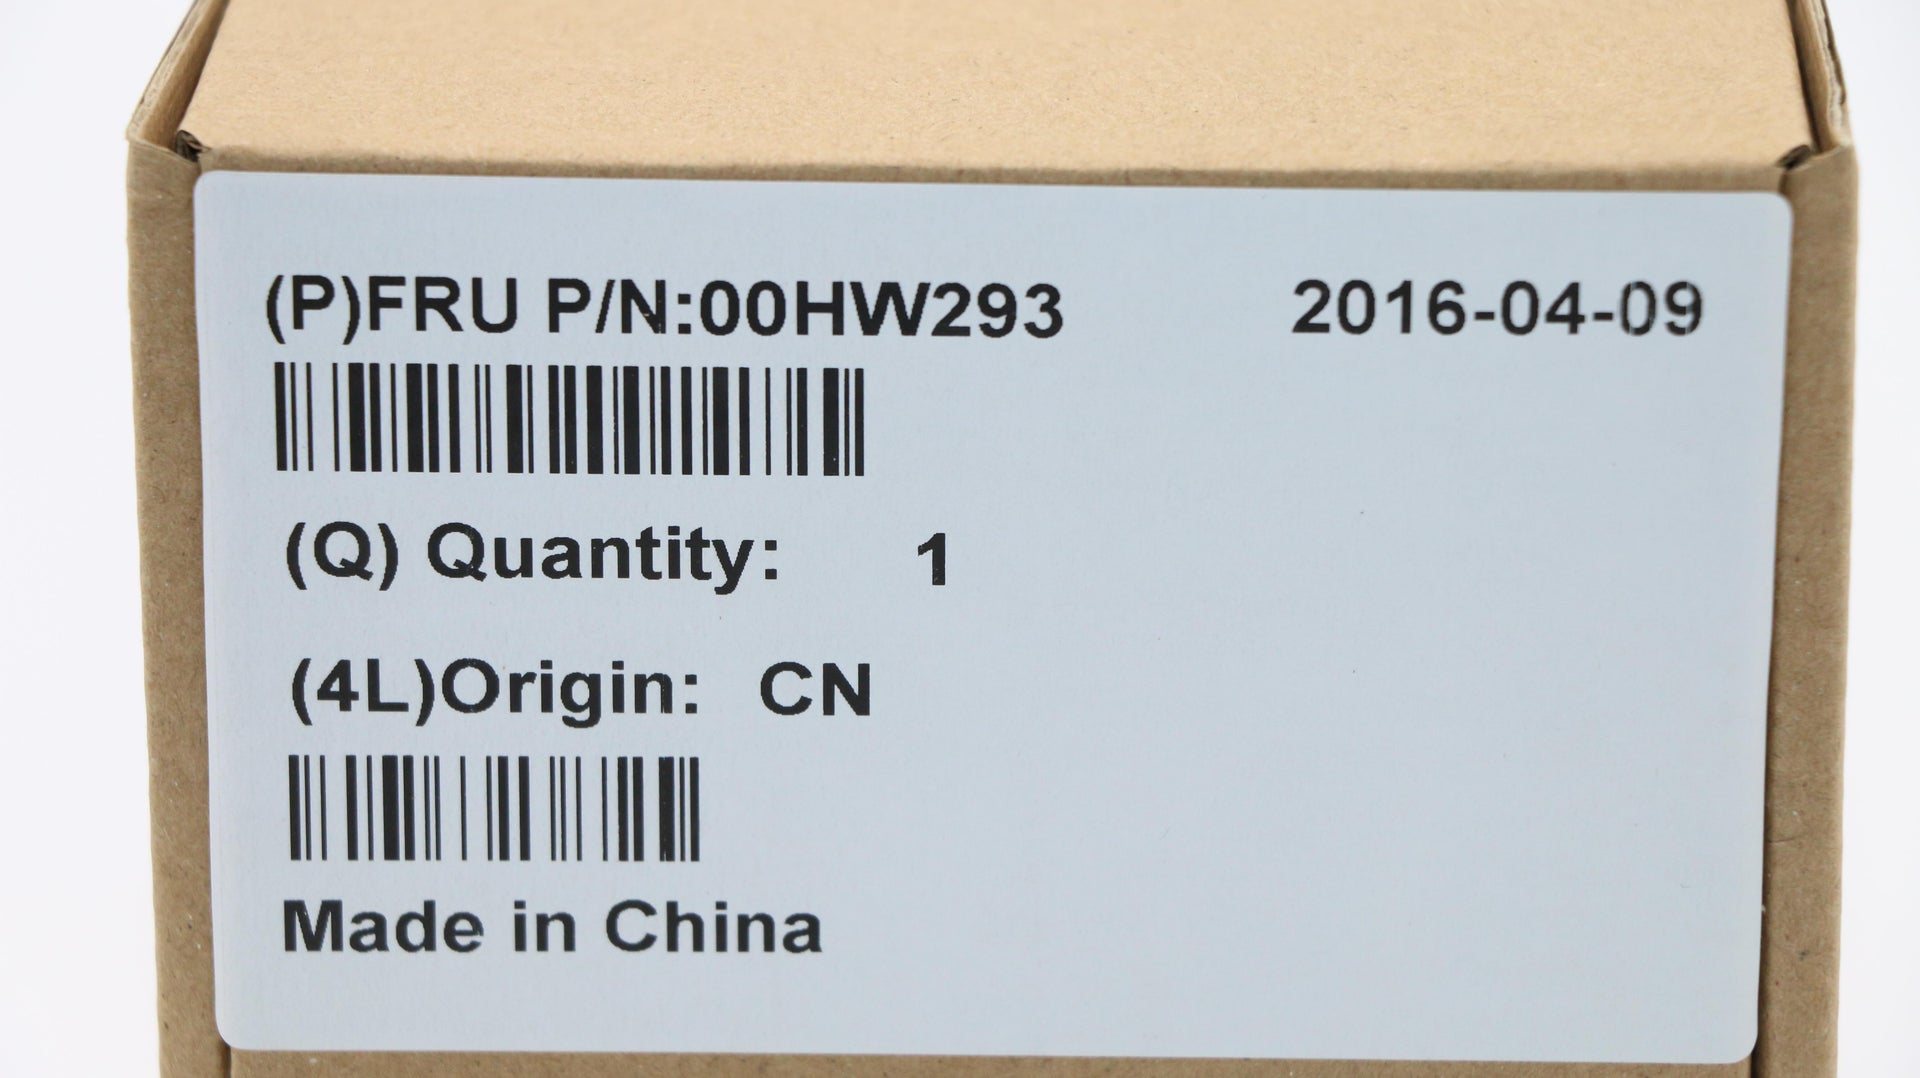 (P)FRU P/N:00HW293 2016-04-09
(Q) Quantity: 1
(4L)Origin: CN
Made in China